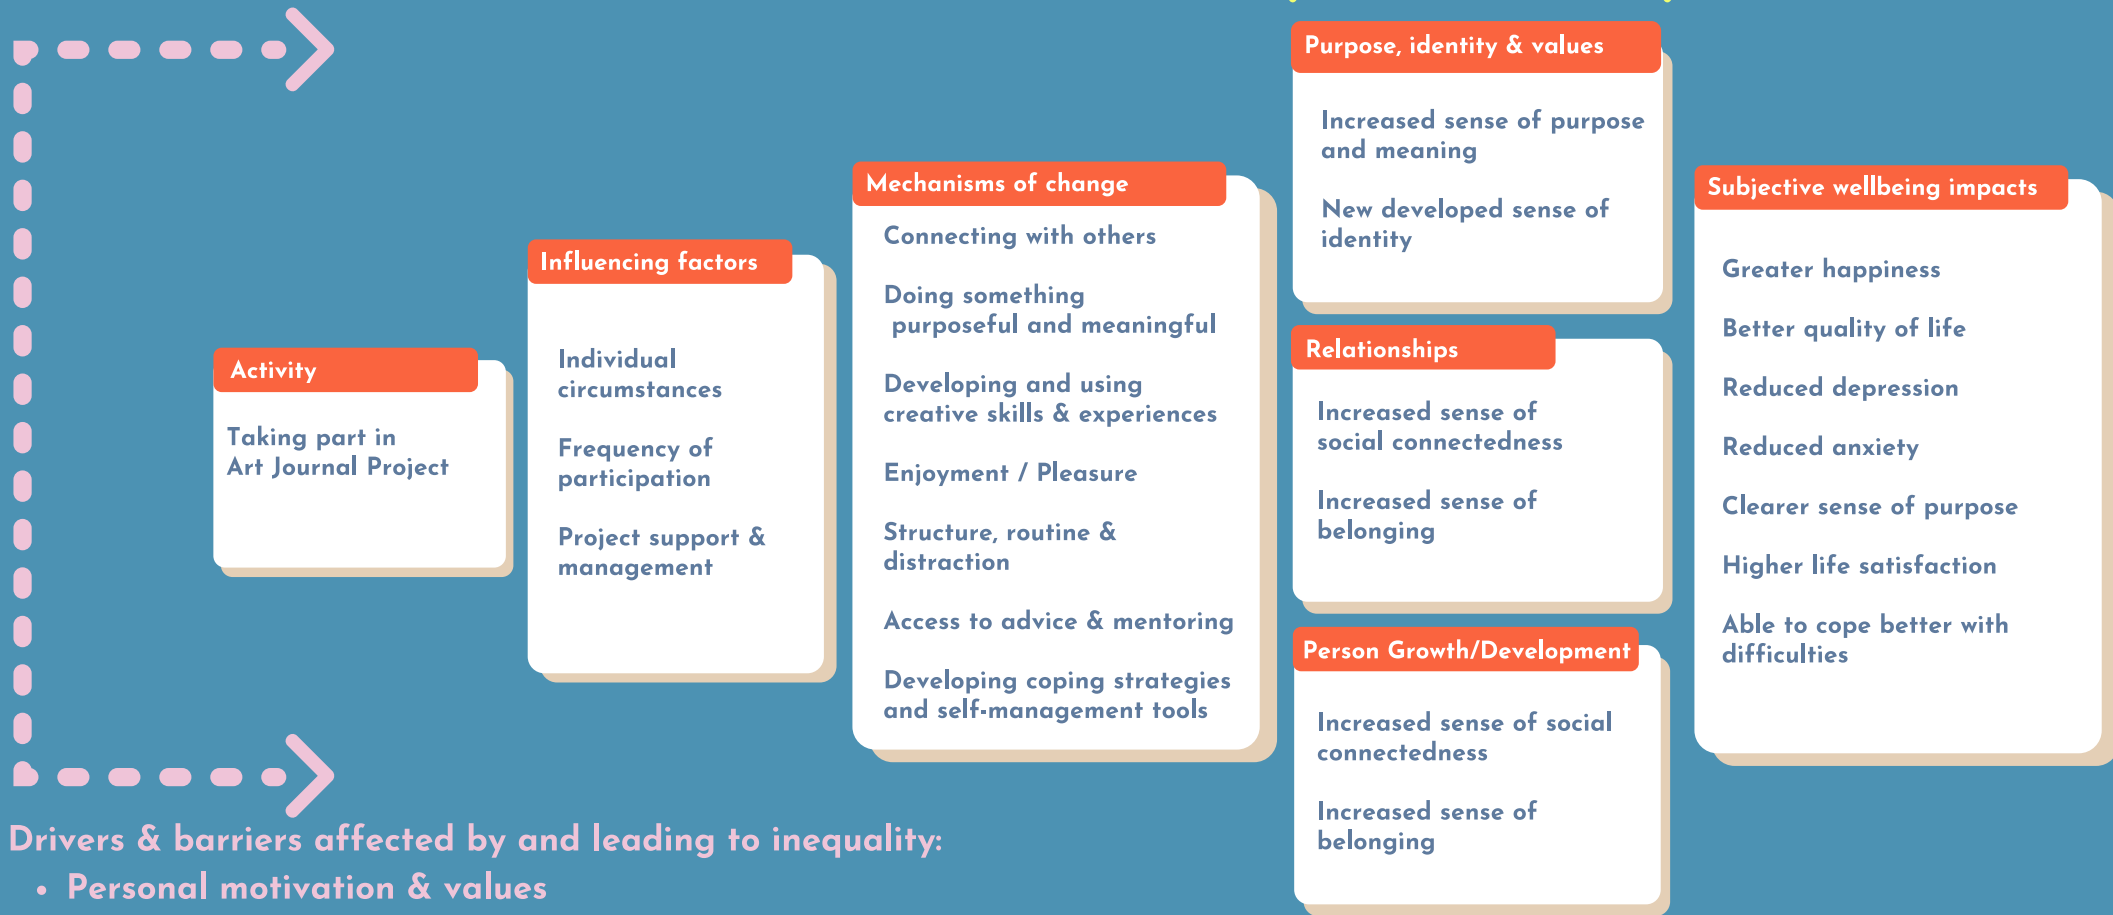 Activity
Taking part in
Art Journal Project
Influencing factors
Individual
circumstances
Frequency of
participation
Project support &
management
Mechanisms of change
Connecting with others
Doing something
purposeful and meaningful
Developing and using
creative skills & experiences
Enjoyment / Pleasure
Structure, routine &
distraction
Access to advice & mentoring
Developing coping strategies
and self-management tools
Purpose, identity & values
Increased sense of purpose
and meaning
New developed sense of
identity
Relationships
Increased sense of
social connectedness
Increased sense of
belonging
Person Growth/Development
Increased sense of social
connectedness
Increased sense of
belonging
Subjective wellbeing impacts
Greater happiness
Better quality of life
Reduced depression
Reduced anxiety
Clearer sense of purpose
Higher life satisfaction
Able to cope better with
difficulties
Drivers & barriers affected by and leading to inequality:
• Personal motivation & values